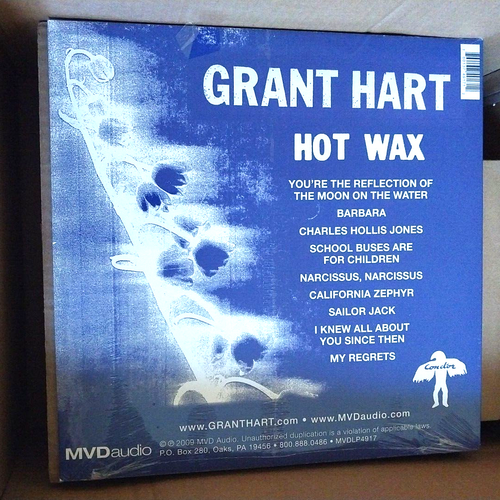 GRANT HART
HOT WAX
YOU'RE THE REFLECTION OF
THE MOON ON THE WATER
BARBARA
CHARLES HOLLIS JONES
SCHOOL BUSES ARE
FOR CHILDREN
NARCISSUS, NARCISSUS
CALIFORNIA ZEPHYR
SAILOR JACK
I KNEW ALL ABOUT
YOU SINCE THEN
MY REGRETS
Condor
www.GRANTHART.com • www.MVDaudio.com
MVDaudio
© ℗ 2009 MVD Audio. Unauthorized duplication is a violation of applicable laws.
P.O. Box 280, Oaks, PA 19456 • 800.888.0486 • MVDLP4917